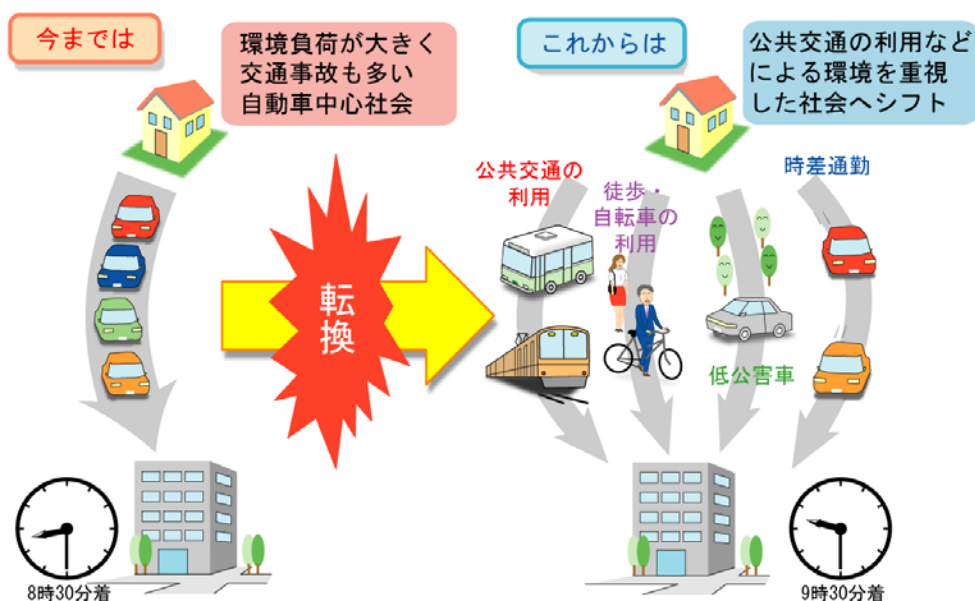 今までは
環境負荷が大きく
交通事故も多い
自動車中心社会
これからは
公共交通の利用など
による環境を重視
した社会へシフト
転換
公共交通の
利用
徒歩・
自転車の
利用
時差通勤
低公害車
8時30分着
9時30分着